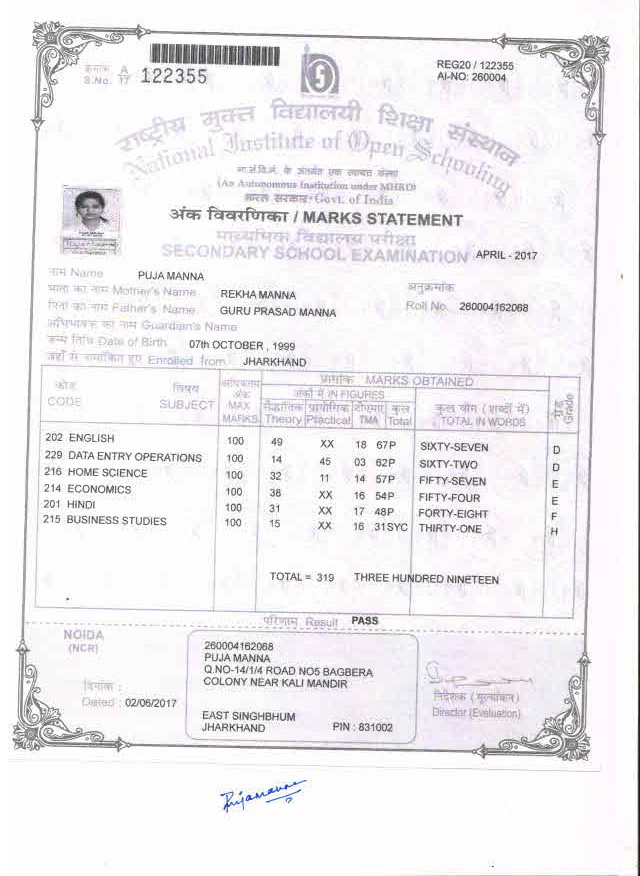 क्रमांक A
S.No. 17 122355
REG20 / 122355
AI-NO: 260004
राष्ट्रीय मुक्त विद्यालयी शिक्षा संस्थान
National Institute of Open Schooling
(An Autonomous Institution under MHRD)
भारत सरकार Govt. of India
अंक विवरणिका / MARKS STATEMENT
माध्यमिक विद्यालय परीक्षा
SECONDARY SCHOOL EXAMINATION APRIL - 2017
नाम Name PUJA MANNA
माता का नाम Mother's Name REKHA MANNA
अनुक्रमांक
पिता का नाम Father's Name GURU PRASAD MANNA Roll No. 260004162068
अभिभावक का नाम Guardian's Name
जन्म तिथि Date of Birth 07th OCTOBER , 1999
जहाँ से नामांकित हुए Enrolled from JHARKHAND
प्राप्तांक MARKS OBTAINED
कोड विषय अधिकतम अंक अंकों में IN FIGURES कुल योग (शब्दों में) ग्रेड
CODE SUBJECT MAX MARKS सैद्धांतिक Theory प्रायोगिक Practical टीएमए TMA कुल Total TOTAL IN WORDS Grade
202 ENGLISH 100 49 XX 18 67P SIXTY-SEVEN D
229 DATA ENTRY OPERATIONS 100 14 45 03 62P SIXTY-TWO D
216 HOME SCIENCE 100 32 11 14 57P FIFTY-SEVEN E
214 ECONOMICS 100 38 XX 16 54P FIFTY-FOUR E
201 HINDI 100 31 XX 17 48P FORTY-EIGHT F
215 BUSINESS STUDIES 100 15 XX 16 31SYC THIRTY-ONE H
TOTAL = 319 THREE HUNDRED NINETEEN
परिणाम Result PASS
NOIDA
(NCR)
दिनांक :
Dated : 02/06/2017
260004162068
PUJA MANNA
Q.NO-14/1/4 ROAD NO5 BAGBERA
COLONY NEAR KALI MANDIR
EAST SINGHBHUM
JHARKHAND PIN : 831002
निदेशक (मूल्यांकन)
Director (Evaluation)
Pujamanna